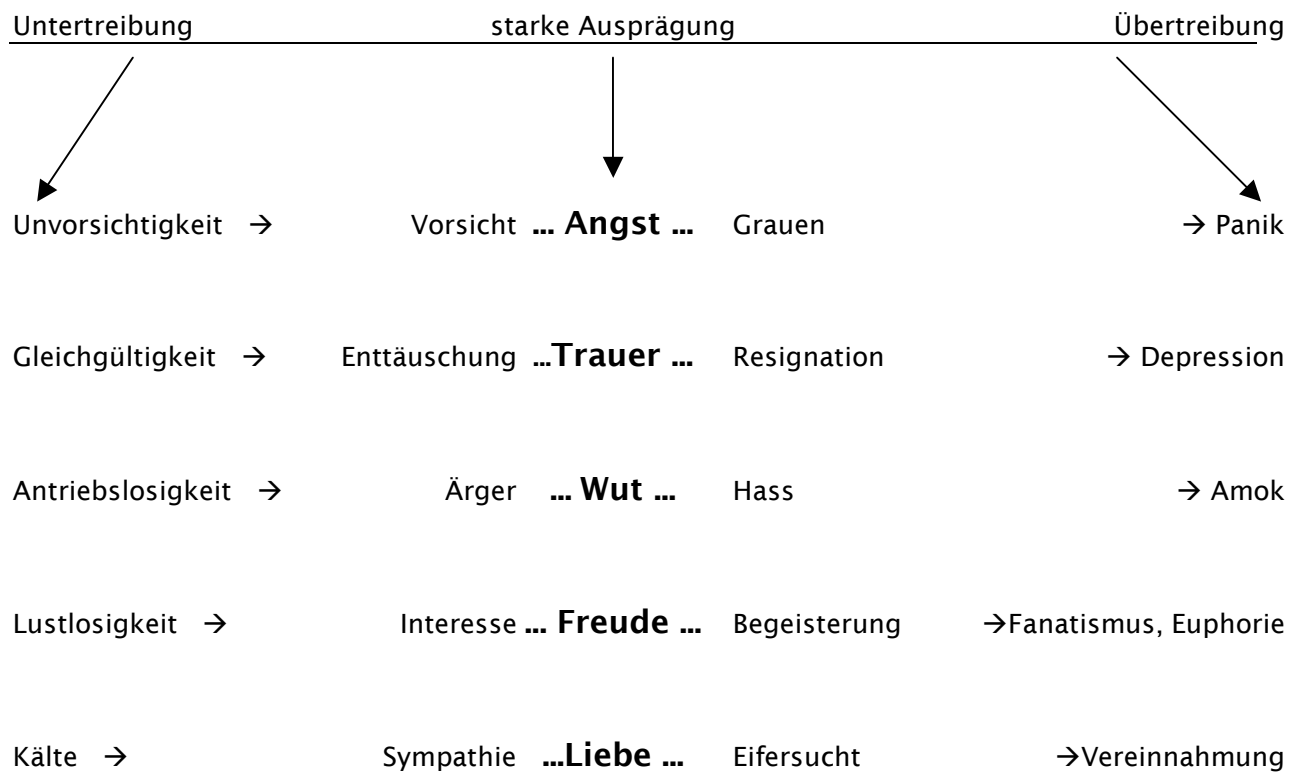 Untertreibung starke Ausprägung Übertreibung
Unvorsichtigkeit → Vorsicht ... Angst ... Grauen → Panik
Gleichgültigkeit → Enttäuschung ...Trauer ... Resignation → Depression
Antriebslosigkeit → Ärger ... Wut ... Hass → Amok
Lustlosigkeit → Interesse ... Freude ... Begeisterung →Fanatismus, Euphorie
Kälte → Sympathie ...Liebe ... Eifersucht →Vereinnahmung